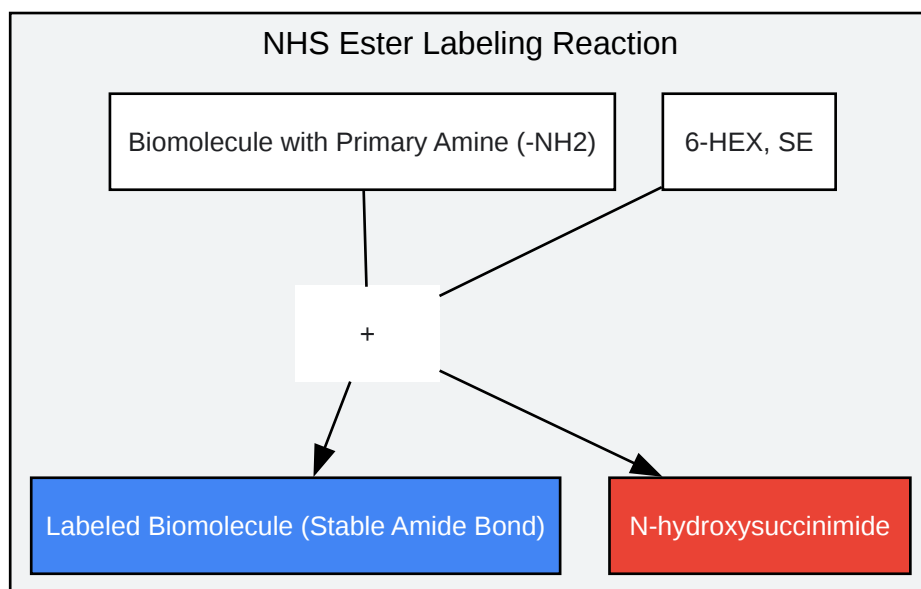 NHS Ester Labeling Reaction
Biomolecule with Primary Amine (-NH2)
6-HEX, SE
+
Labeled Biomolecule (Stable Amide Bond)
N-hydroxysuccinimide